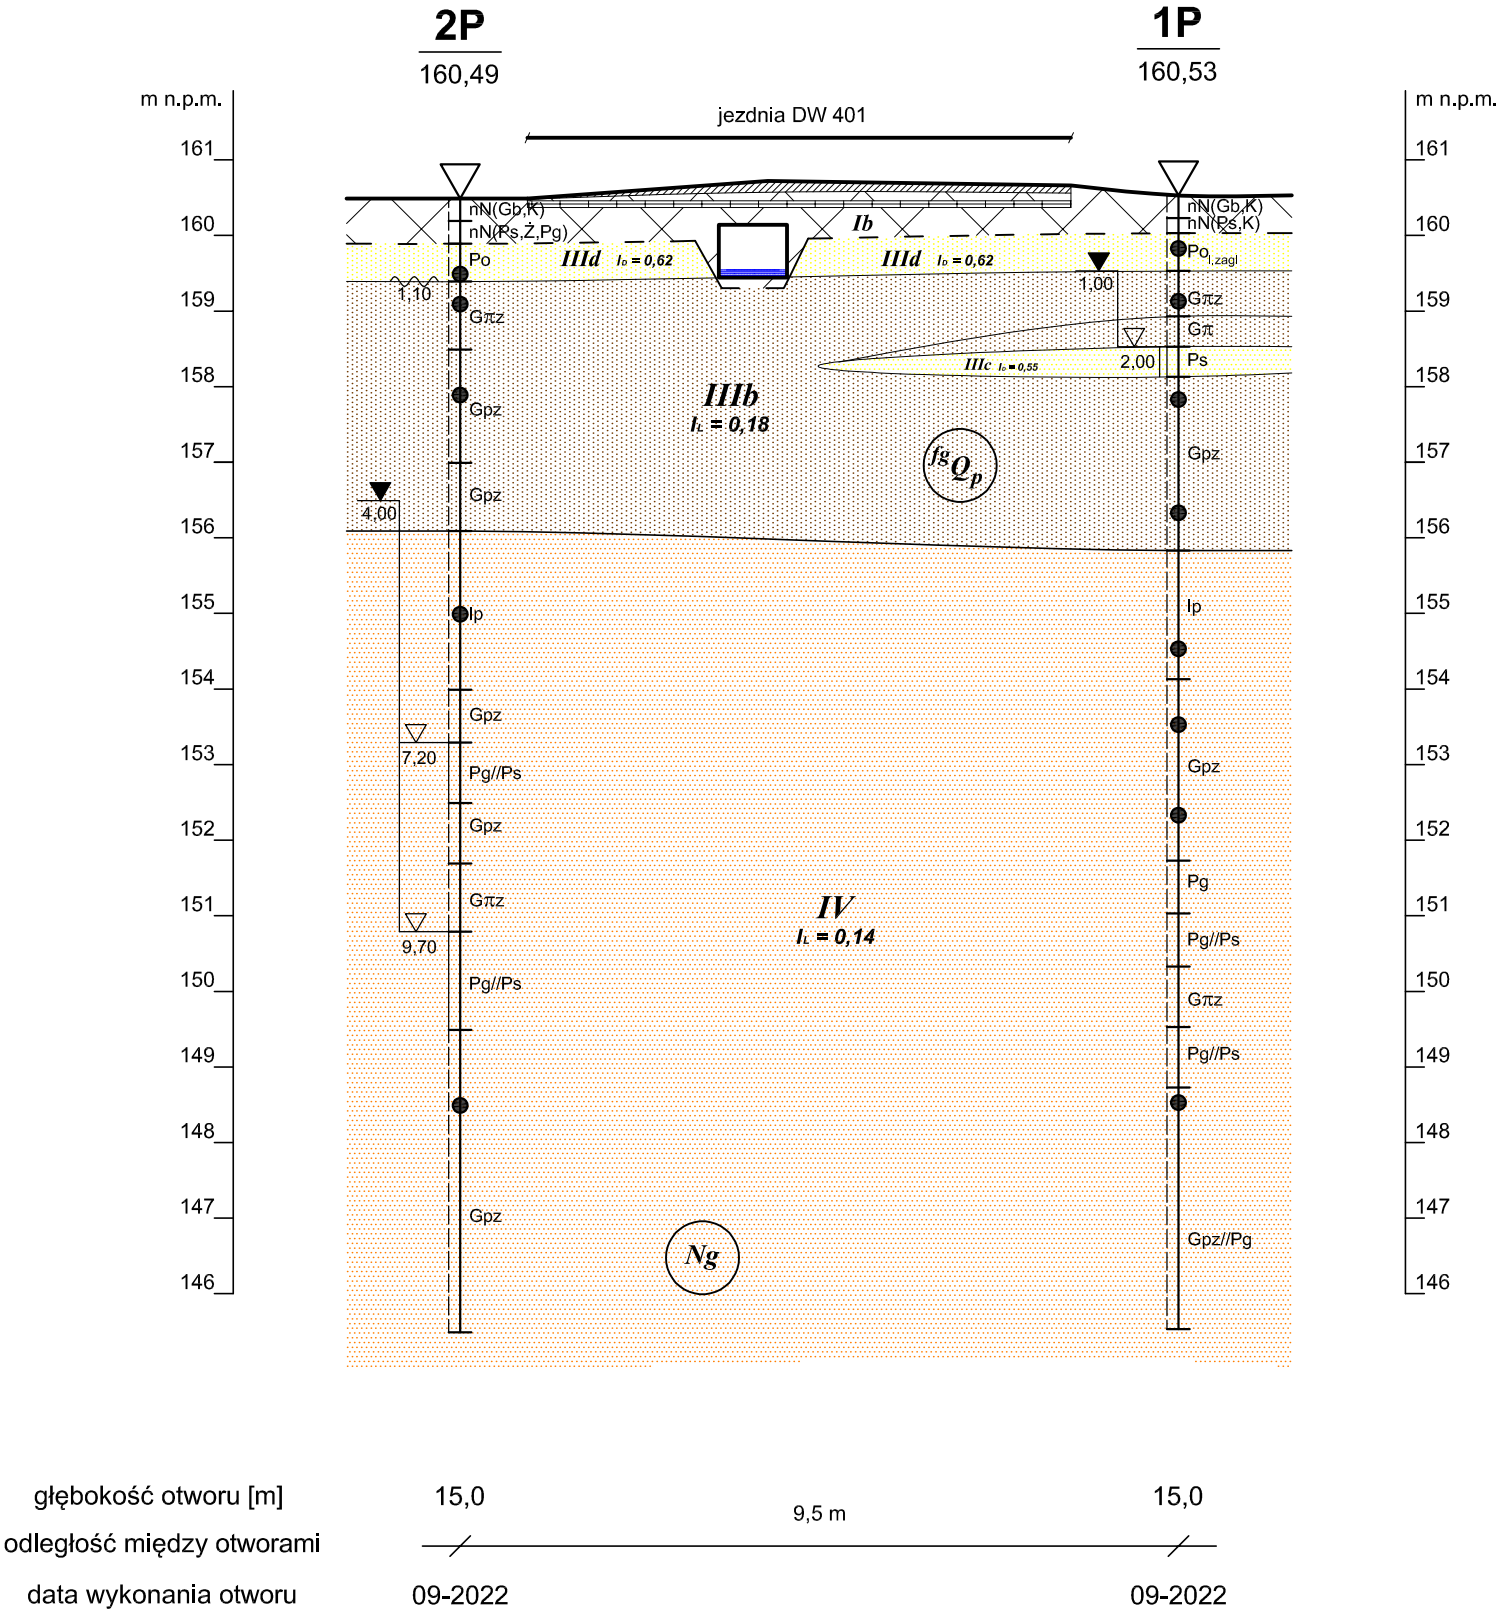 2P
160,49
1P
160,53
m n.p.m.
m n.p.m.
jezdnia DW 401
161
160
159
158
157
156
155
154
153
152
151
150
149
148
147
146
161
160
159
158
157
156
155
154
153
152
151
150
149
148
147
146
nN(Gb,K)
nN(Ps,Ż,Pg)
Po
1,10
Gπz
Gpz
Gpz
4,00
Ip
Gpz
7,20
Pg//Ps
Gpz
Gπz
9,70
Pg//Ps
Gpz
Ib
IIId ID = 0,62
IIId ID = 0,62
IIIc ID = 0,55
IIIb
IL = 0,18
fgQp
IV
IL = 0,14
Ng
nN(Gb,K)
nN(Ps,K)
Po l,zagl
1,00
Gπz
Gπ
2,00
Ps
Gpz
Ip
Gpz
Pg
Pg//Ps
Gπz
Pg//Ps
Gpz//Pg
głębokość otworu [m] 15,0 15,0
odległość między otworami 9,5 m
data wykonania otworu 09-2022 09-2022